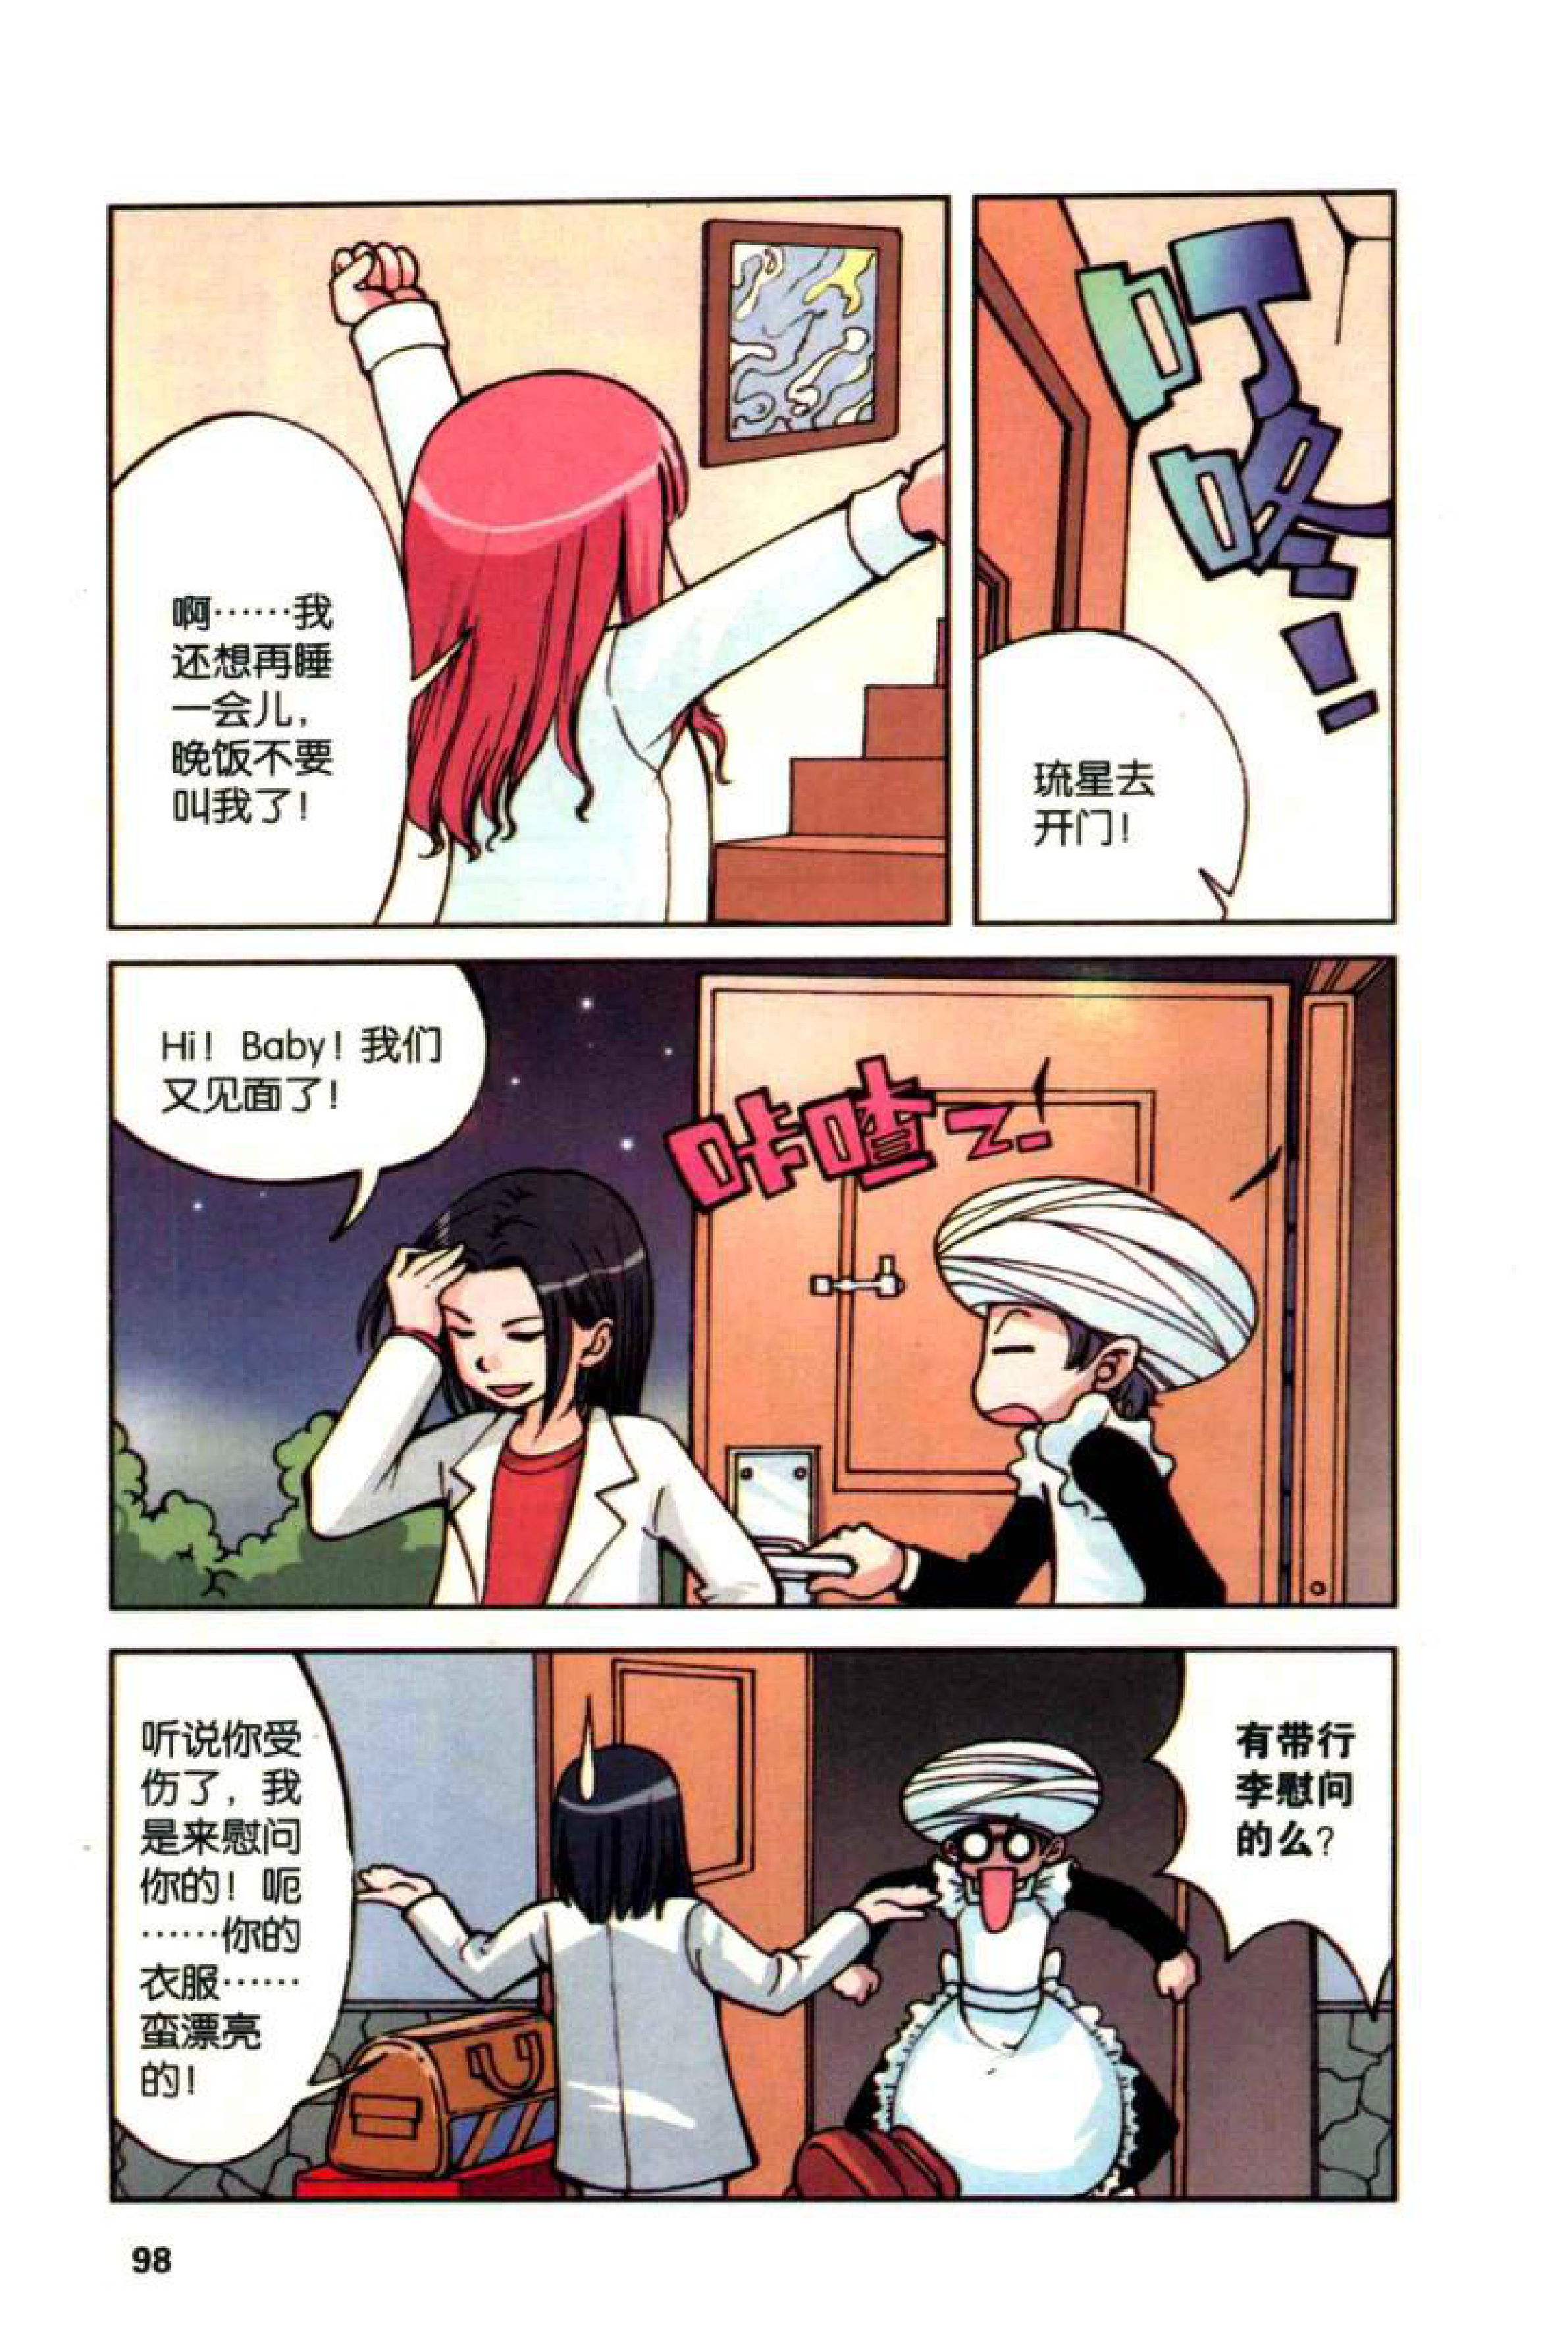 啊……我
还想再睡
一会儿，
晚饭不要
叫我了！
叮咚！
琉星去
开门！
Hi！Baby！我们
又见面了！
咔喳
听说你受
伤了，我
是来慰问
你的！呃
……你的
衣服……
蛮漂亮
的！
有带行
李慰问
的么？
98